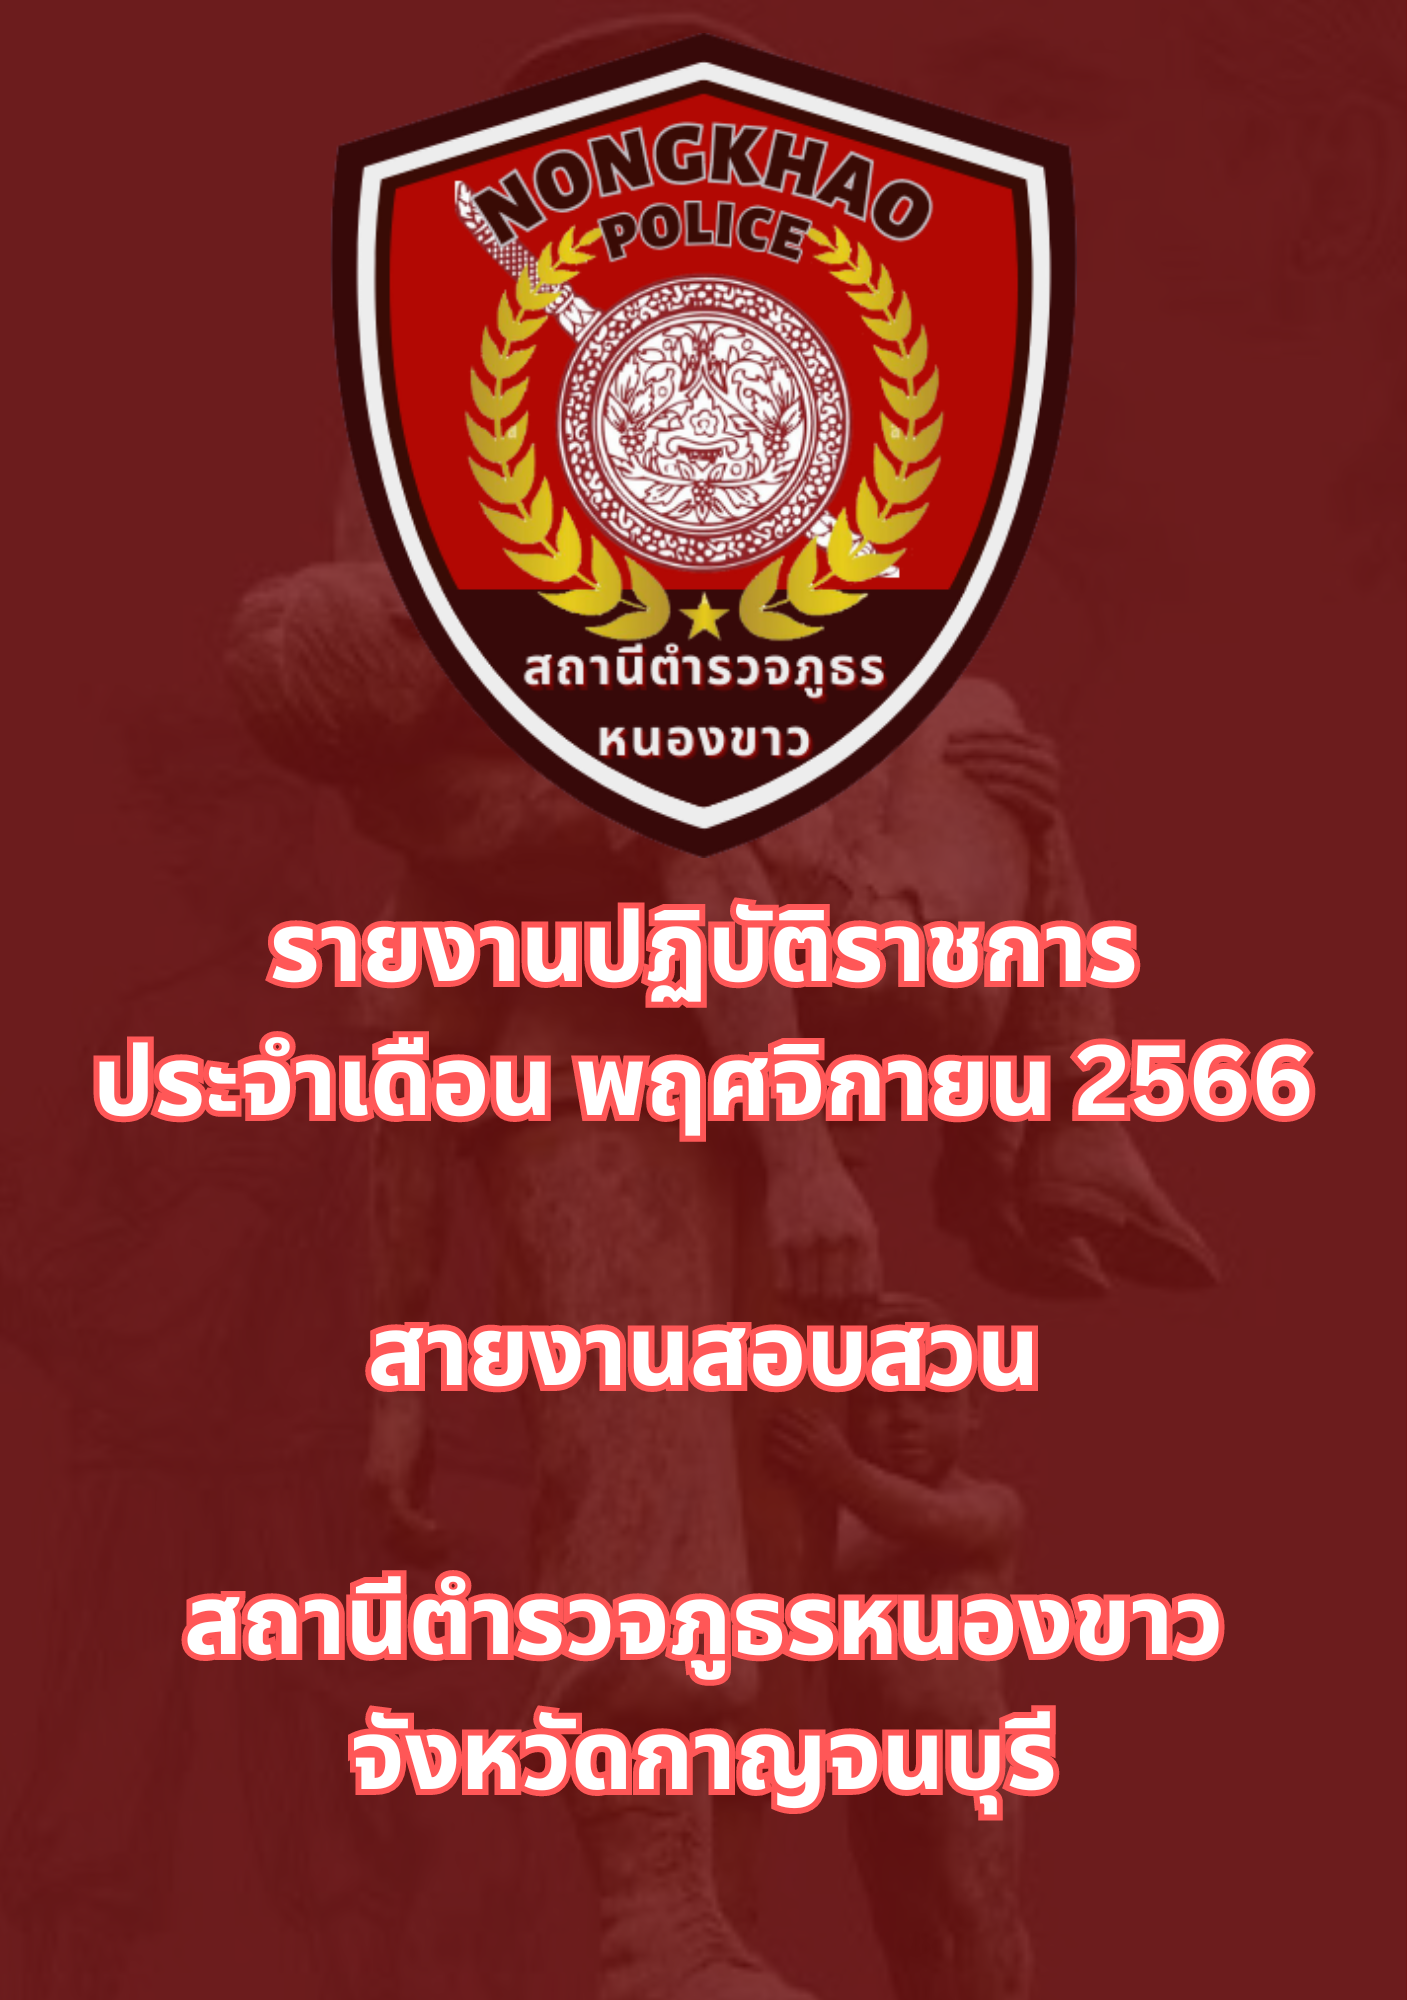 NONGKHAO
POLICE
สถานีตำรวจภูธร
หนองขาว
รายงานปฏิบัติราชการ
ประจำเดือน พฤศจิกายน 2566
สายงานสอบสวน
สถานีตำรวจภูธรหนองขาว
จังหวัดกาญจนบุรี